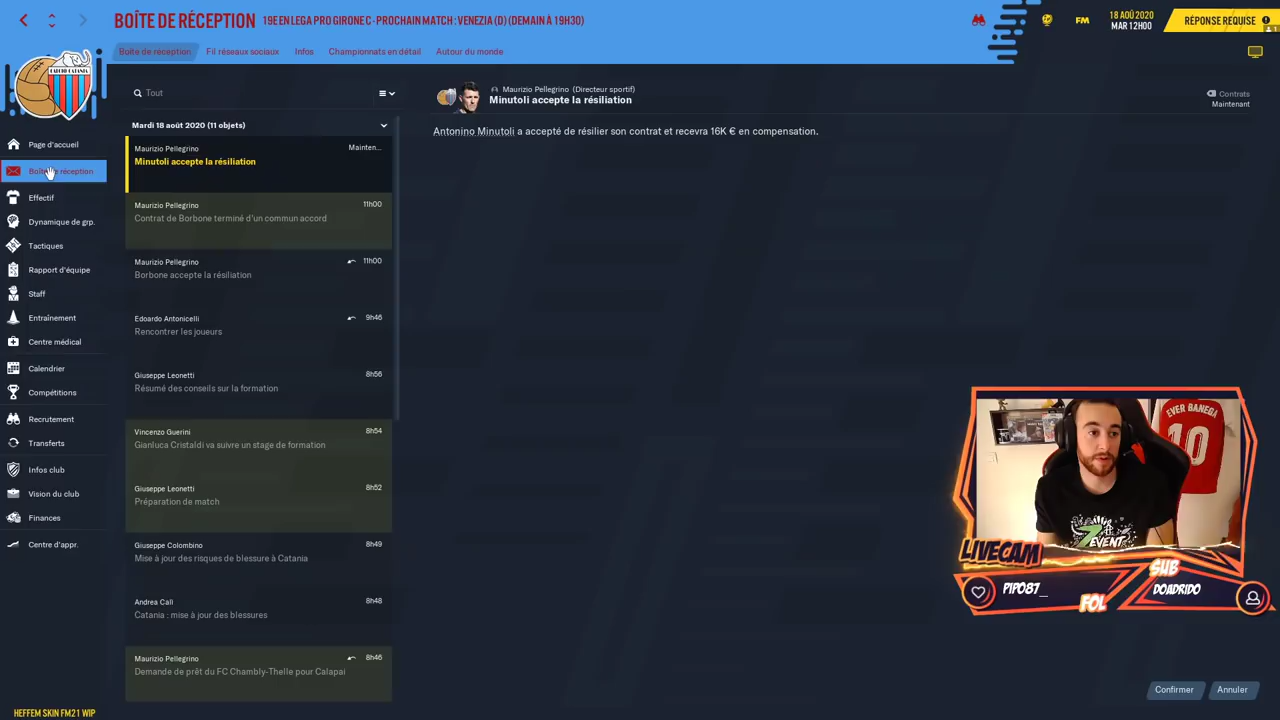 BOÎTE DE RÉCEPTION
19E EN LEGA PRO GIRONE C - PROCHAIN MATCH : VENEZIA (D) (DEMAIN À 19H30)
FM
18 AOÛ 2020
MAR 12H00
RÉPONSE REQUISE
1
Boîte de réception
Fil réseaux sociaux
Infos
Championnats en détail
Autour du monde
Page d'accueil
Boîte de réception
Effectif
Dynamique de grp.
Tactiques
Rapport d'équipe
Staff
Entraînement
Centre médical
Calendrier
Compétitions
Recrutement
Transferts
Infos club
Vision du club
Finances
Centre d'appr.
HEFFEM SKIN FM21 WIP
Tout
Mardi 18 août 2020 (11 objets)
Maurizio Pellegrino
Mainten...
Minutoli accepte la résiliation
Maurizio Pellegrino
11h00
Contrat de Borbone terminé d'un commun accord
Maurizio Pellegrino
11h00
Borbone accepte la résiliation
Edoardo Antonicelli
9h46
Rencontrer les joueurs
Giuseppe Leonetti
8h56
Résumé des conseils sur la formation
Vincenzo Guerini
8h54
Gianluca Cristaldi va suivre un stage de formation
Giuseppe Leonetti
8h52
Préparation de match
Giuseppe Colombino
8h49
Mise à jour des risques de blessure à Catania
Andrea Calì
8h48
Catania : mise à jour des blessures
Maurizio Pellegrino
8h46
Demande de prêt du FC Chambly-Thelle pour Calapai
Maurizio Pellegrino (Directeur sportif)
Minutoli accepte la résiliation
Contrats
Maintenant
Antonino Minutoli a accepté de résilier son contrat et recevra 16K € en compensation.
EVER BANEGA
10
7EVENT
LIVECAM
SUB
PIPO87_
DOADRIDO
FOL
Confirmer
Annuler